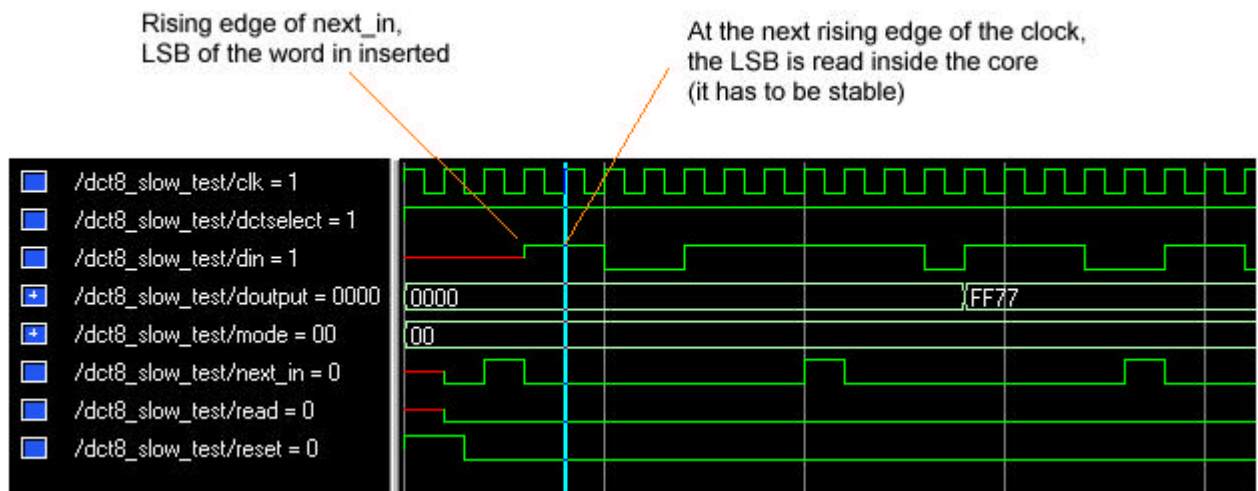 Rising edge of next_in,
LSB of the word in inserted
At the next rising edge of the clock,
the LSB is read inside the core
(it has to be stable)
/dct8_slow_test/clk = 1
/dct8_slow_test/dctselect = 1
/dct8_slow_test/din = 1
/dct8_slow_test/doutput = 0000
0000
FF77
/dct8_slow_test/mode = 00
00
/dct8_slow_test/next_in = 0
/dct8_slow_test/read = 0
/dct8_slow_test/reset = 0